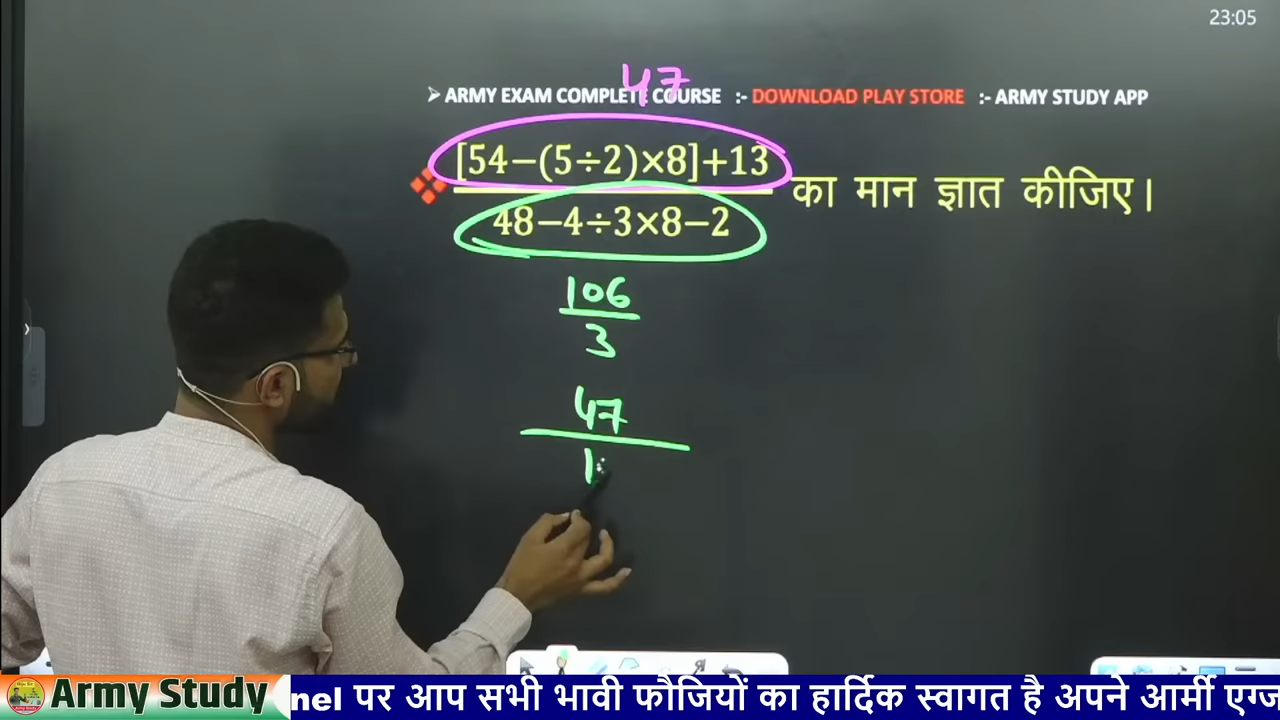 23:05
47
➤ ARMY EXAM COMPLETE COURSE :- DOWNLOAD PLAY STORE :- ARMY STUDY APP
[54−(5÷2)×8]+13
48−4÷3×8−2
का मान ज्ञात कीजिए।
106
3
47
1
Army Study
nel पर आप सभी भावी फौजियों का हार्दिक स्वागत है अपने आर्मी एग्ज